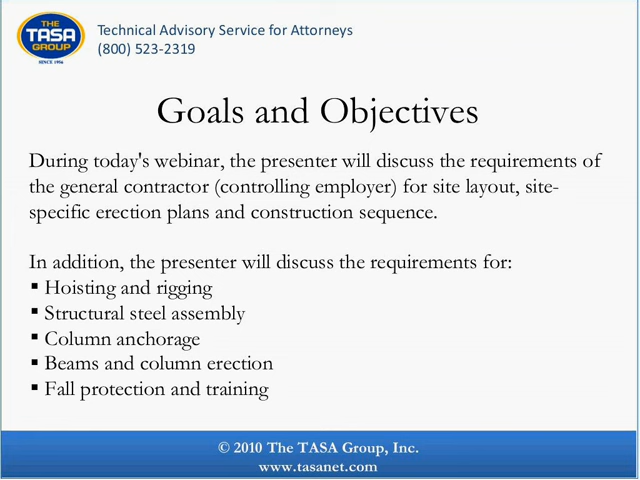 THE
TASA
GROUP
SINCE 1956
Technical Advisory Service for Attorneys
(800) 523-2319
Goals and Objectives
During today's webinar, the presenter will discuss the requirements of
the general contractor (controlling employer) for site layout, site-
specific erection plans and construction sequence.
In addition, the presenter will discuss the requirements for:
▪ Hoisting and rigging
▪ Structural steel assembly
▪ Column anchorage
▪ Beams and column erection
▪ Fall protection and training
© 2010 The TASA Group, Inc.
www.tasanet.com